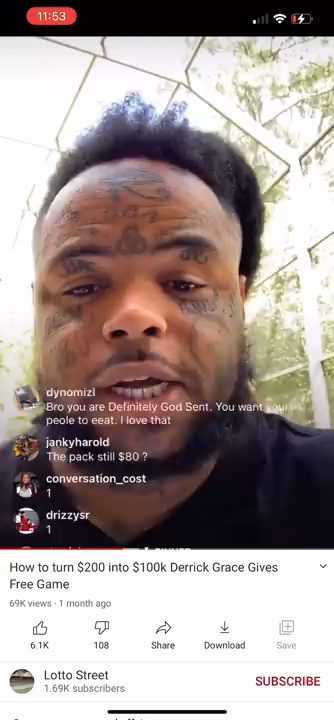 11:53
dynomizl
Bro you are Definitely God Sent. You want your
peole to eeat. I love that
jankyharold
The pack still $80 ?
conversation_cost
1
drizzysr
1
How to turn $200 into $100k Derrick Grace Gives
Free Game
69K views · 1 month ago
6.1K
108
Share
Download
Save
Lotto Street
1.69K subscribers
SUBSCRIBE